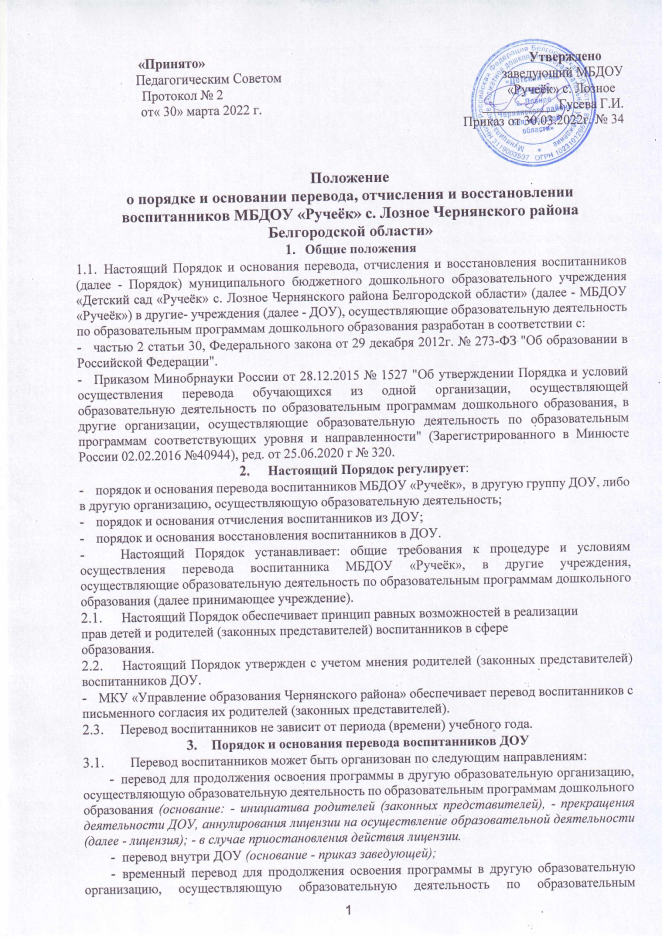 «Принято»
Педагогическим Советом
Протокол № 2
от« 30» марта 2022 г.
Утверждено
заведующий МБДОУ
«Ручеёк» с. Лозное
Гусева Г.И.
Приказ от 30.03.2022г. № 34
Положение
о порядке и основании перевода, отчисления и восстановлении
воспитанников МБДОУ «Ручеёк» с. Лозное Чернянского района
Белгородской области»
1. Общие положения
1.1. Настоящий Порядок и основания перевода, отчисления и восстановления воспитанников
(далее - Порядок) муниципального бюджетного дошкольного образовательного учреждения
«Детский сад «Ручеёк» с. Лозное Чернянского района Белгородской области» (далее - МБДОУ
«Ручеёк») в другие- учреждения (далее - ДОУ), осуществляющие образовательную деятельность
по образовательным программам дошкольного образования разработан в соответствии с:
- частью 2 статьи 30, Федерального закона от 29 декабря 2012г. № 273-ФЗ "Об образовании в
Российской Федерации".
- Приказом Минобрнауки России от 28.12.2015 № 1527 "Об утверждении Порядка и условий
осуществления перевода обучающихся из одной организации, осуществляющей
образовательную деятельность по образовательным программам дошкольного образования, в
другие организации, осуществляющие образовательную деятельность по образовательным
программам соответствующих уровня и направленности" (Зарегистрированного в Минюсте
России 02.02.2016 №40944), ред. от 25.06.2020 г № 320.
2. Настоящий Порядок регулирует:
- порядок и основания перевода воспитанников МБДОУ «Ручеёк», в другую группу ДОУ, либо
в другую организацию, осуществляющую образовательную деятельность;
- порядок и основания отчисления воспитанников из ДОУ;
- порядок и основания восстановления воспитанников в ДОУ.
- Настоящий Порядок устанавливает: общие требования к процедуре и условиям
осуществления перевода воспитанника МБДОУ «Ручеёк», в другие учреждения,
осуществляющие образовательную деятельность по образовательным программам дошкольного
образования (далее принимающее учреждение).
2.1. Настоящий Порядок обеспечивает принцип равных возможностей в реализации
прав детей и родителей (законных представителей) воспитанников в сфере
образования.
2.2. Настоящий Порядок утвержден с учетом мнения родителей (законных представителей)
воспитанников ДОУ.
- МКУ «Управление образования Чернянского района» обеспечивает перевод воспитанников с
письменного согласия их родителей (законных представителей).
2.3. Перевод воспитанников не зависит от периода (времени) учебного года.
3. Порядок и основания перевода воспитанников ДОУ
3.1. Перевод воспитанников может быть организован по следующим направлениям:
- перевод для продолжения освоения программы в другую образовательную организацию,
осуществляющую образовательную деятельность по образовательным программам дошкольного
образования (основание: - инициатива родителей (законных представителей), - прекращения
деятельности ДОУ, аннулирования лицензии на осуществление образовательной деятельности
(далее - лицензия); - в случае приостановления действия лицензии.
- перевод внутри ДОУ (основание - приказ заведующей);
- временный перевод для продолжения освоения программы в другую образовательную
организацию, осуществляющую образовательную деятельность по образовательным
1